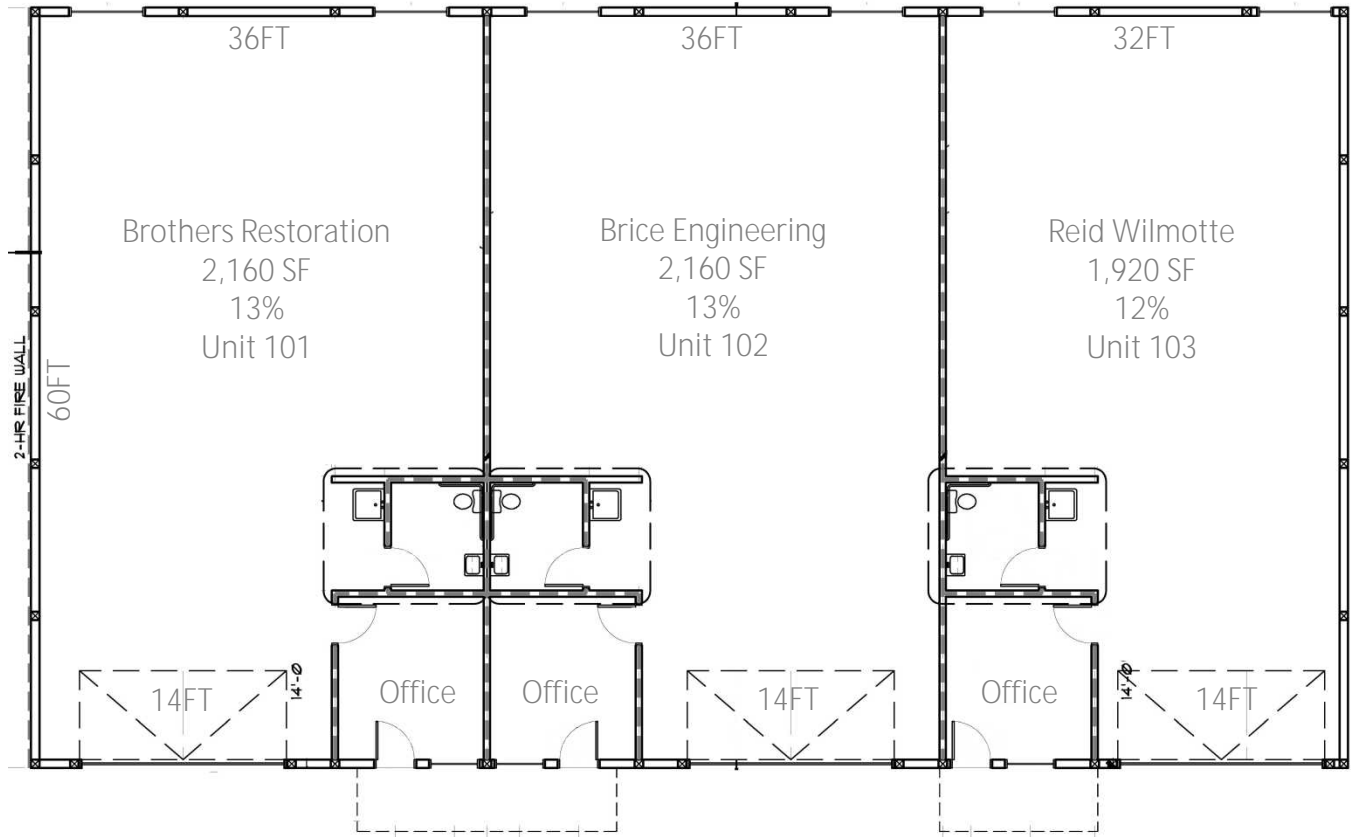 36FT
36FT
32FT
Brothers Restoration
2,160 SF
13%
Unit 101
Brice Engineering
2,160 SF
13%
Unit 102
Reid Wilmotte
1,920 SF
12%
Unit 103
2-HR FIRE WALL
60FT
14FT
14'-0
Office
Office
14FT
Office
14'-0
14FT